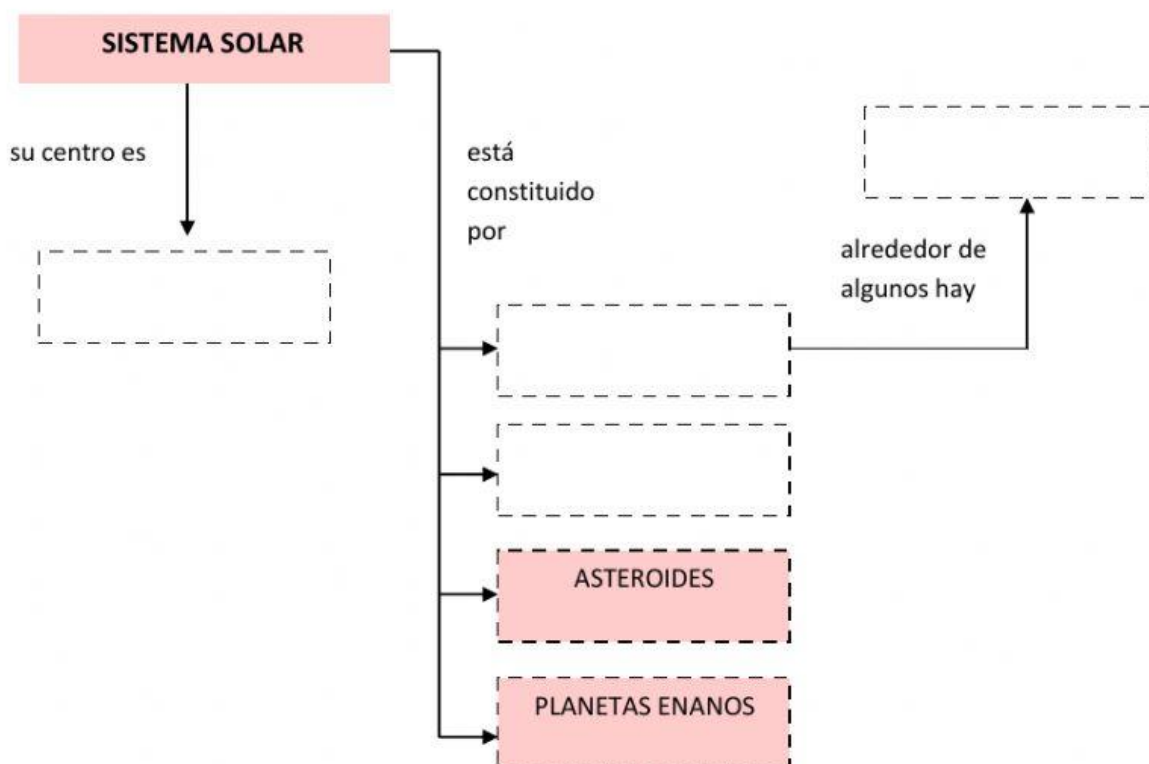 SISTEMA SOLAR
su centro es
está
constituido
por
alrededor de
algunos hay
ASTEROIDES
PLANETAS ENANOS